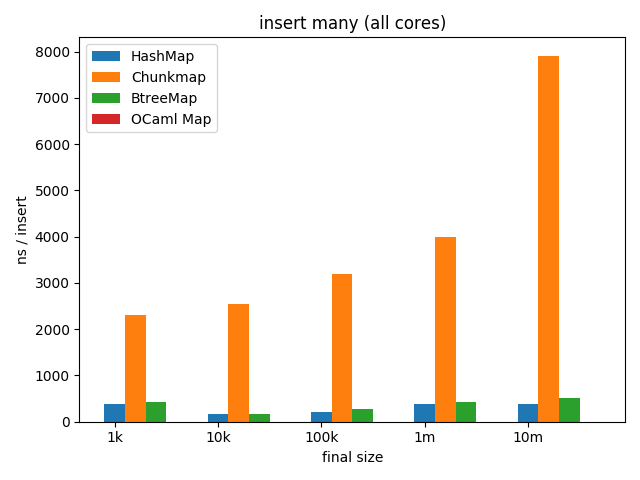 insert many (all cores)
HashMap
Chunkmap
BtreeMap
OCaml Map
ns / insert
8000
7000
6000
5000
4000
3000
2000
1000
0
1k 10k 100k 1m 10m
final size